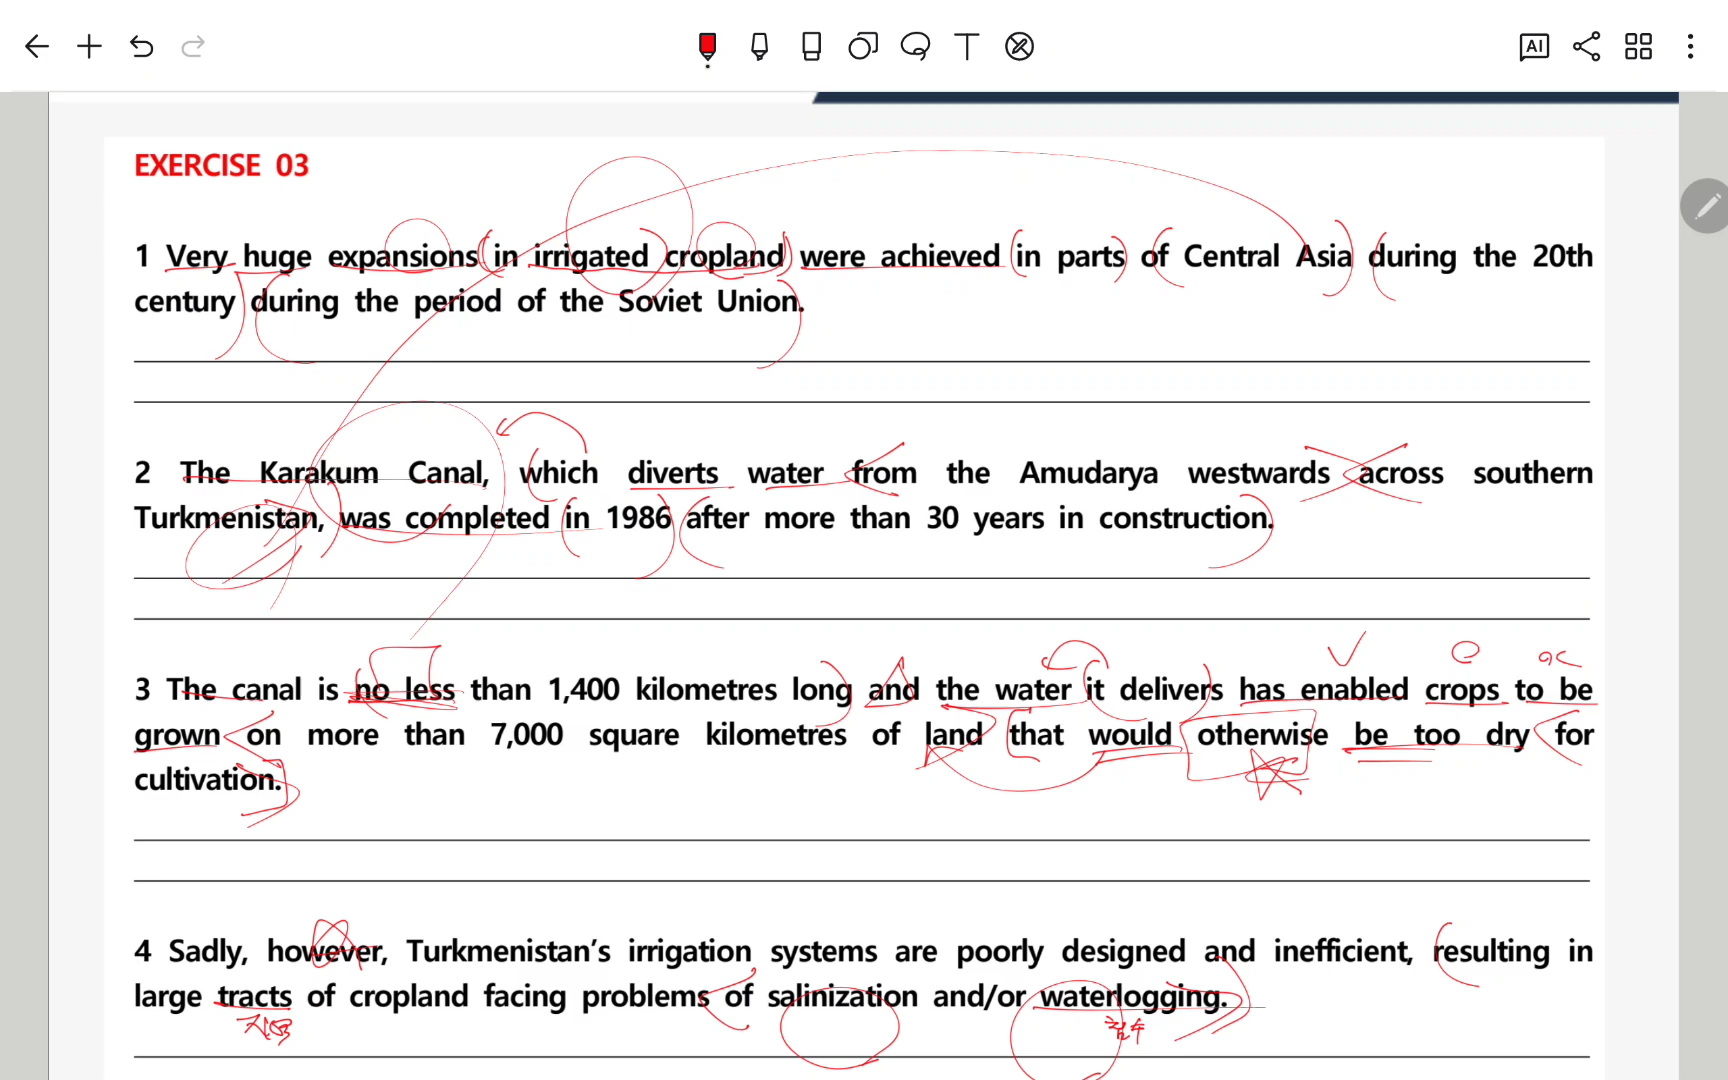 AI
EXERCISE 03
1 Very huge expansions in irrigated cropland were achieved in parts of Central Asia during the 20th
century during the period of the Soviet Union.
2 The Karakum Canal, which diverts water from the Amudarya westwards across southern
Turkmenistan, was completed in 1986 after more than 30 years in construction.
V
3 The canal is no less than 1,400 kilometres long and the water it delivers has enabled crops to be
grown on more than 7,000 square kilometres of land that would otherwise be too dry for
cultivation.
4 Sadly, however, Turkmenistan's irrigation systems are poorly designed and inefficient, resulting in
large tracts of cropland facing problems of salinization and/or waterlogging.
지역 침수